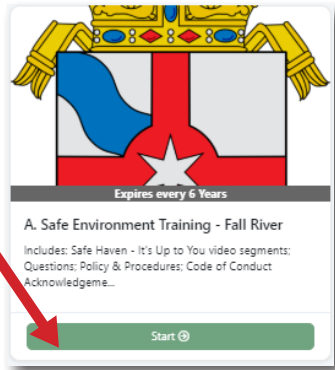 Expires every 6 Years
A. Safe Environment Training - Fall River
Includes: Safe Haven - It's Up to You video segments;
Questions; Policy & Procedures; Code of Conduct
Acknowledgeme...
Start